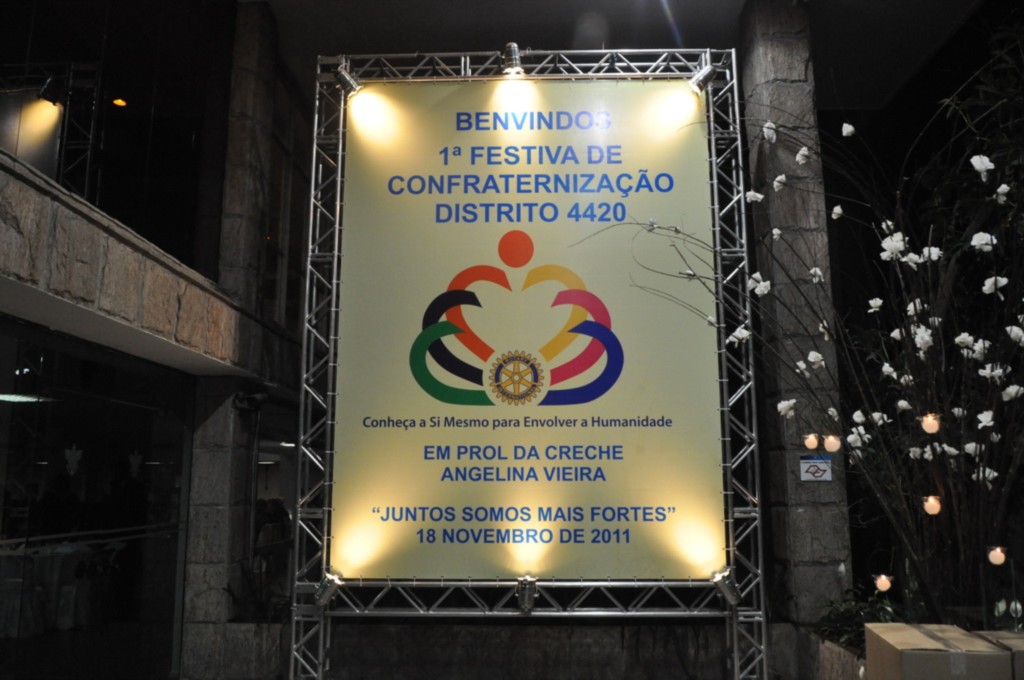 BENVINDOS
1ª FESTIVA DE
CONFRATERNIZAÇÃO
DISTRITO 4420
Conheça a Si Mesmo para Envolver a Humanidade
EM PROL DA CRECHE
ANGELINA VIEIRA
“JUNTOS SOMOS MAIS FORTES”
18 NOVEMBRO DE 2011